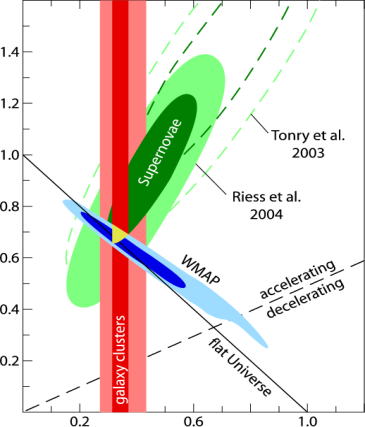 1.4
1.2
1.0
0.8
0.6
0.4
0.2
0.2
0.6
1.0
Supernovae
Tonry et al.
2003
Riess et al.
2004
WMAP
accelerating
decelerating
flat Universe
galaxy clusters